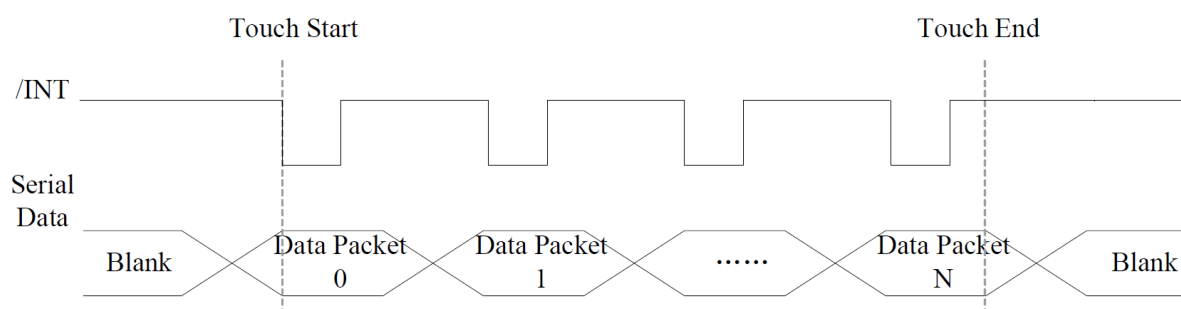 Touch Start
Touch End
/INT
Serial
Data
Blank
Data Packet
0
Data Packet
1
......
Data Packet
N
Blank